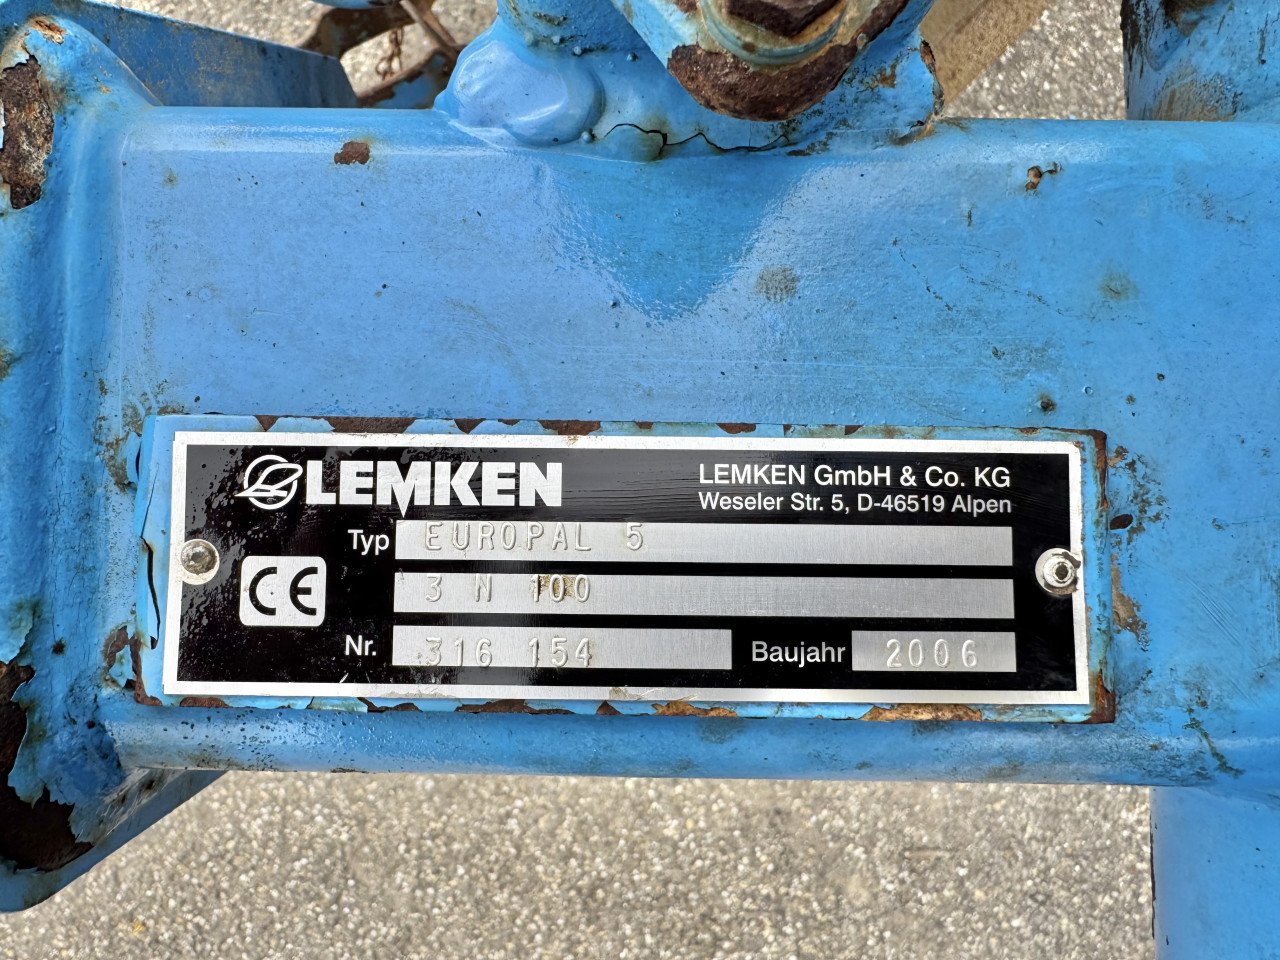 LEMKEN
LEMKEN GmbH & Co. KG
Weseler Str. 5, D-46519 Alpen
Typ EUROPAL 5
3 N 100
CE
Nr. 316 154 Baujahr 2006